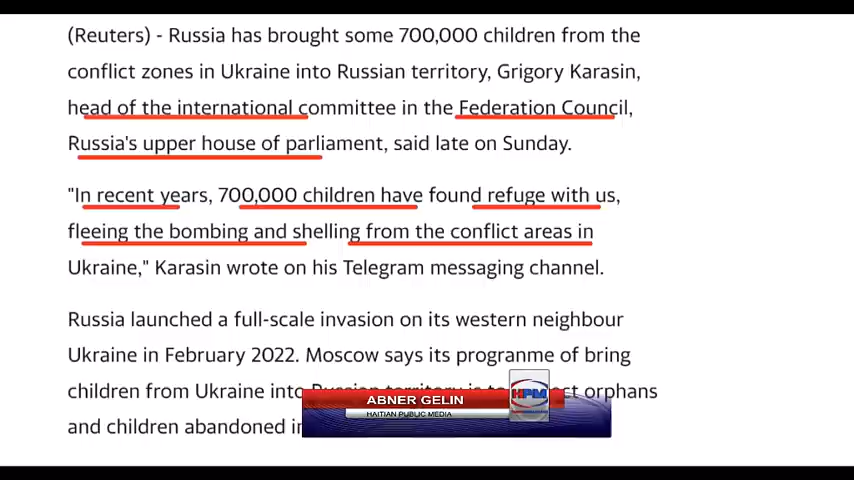 (Reuters) - Russia has brought some 700,000 children from the
conflict zones in Ukraine into Russian territory, Grigory Karasin,
head of the international committee in the Federation Council,
Russia's upper house of parliament, said late on Sunday.
"In recent years, 700,000 children have found refuge with us,
fleeing the bombing and shelling from the conflict areas in
Ukraine," Karasin wrote on his Telegram messaging channel.
Russia launched a full-scale invasion on its western neighbour
Ukraine in February 2022. Moscow says its programme of bring
children from Ukraine into Russian territory is to orphans
and children abandoned
ABNER GELIN
HAITIAN PUBLIC MEDIA
HPM